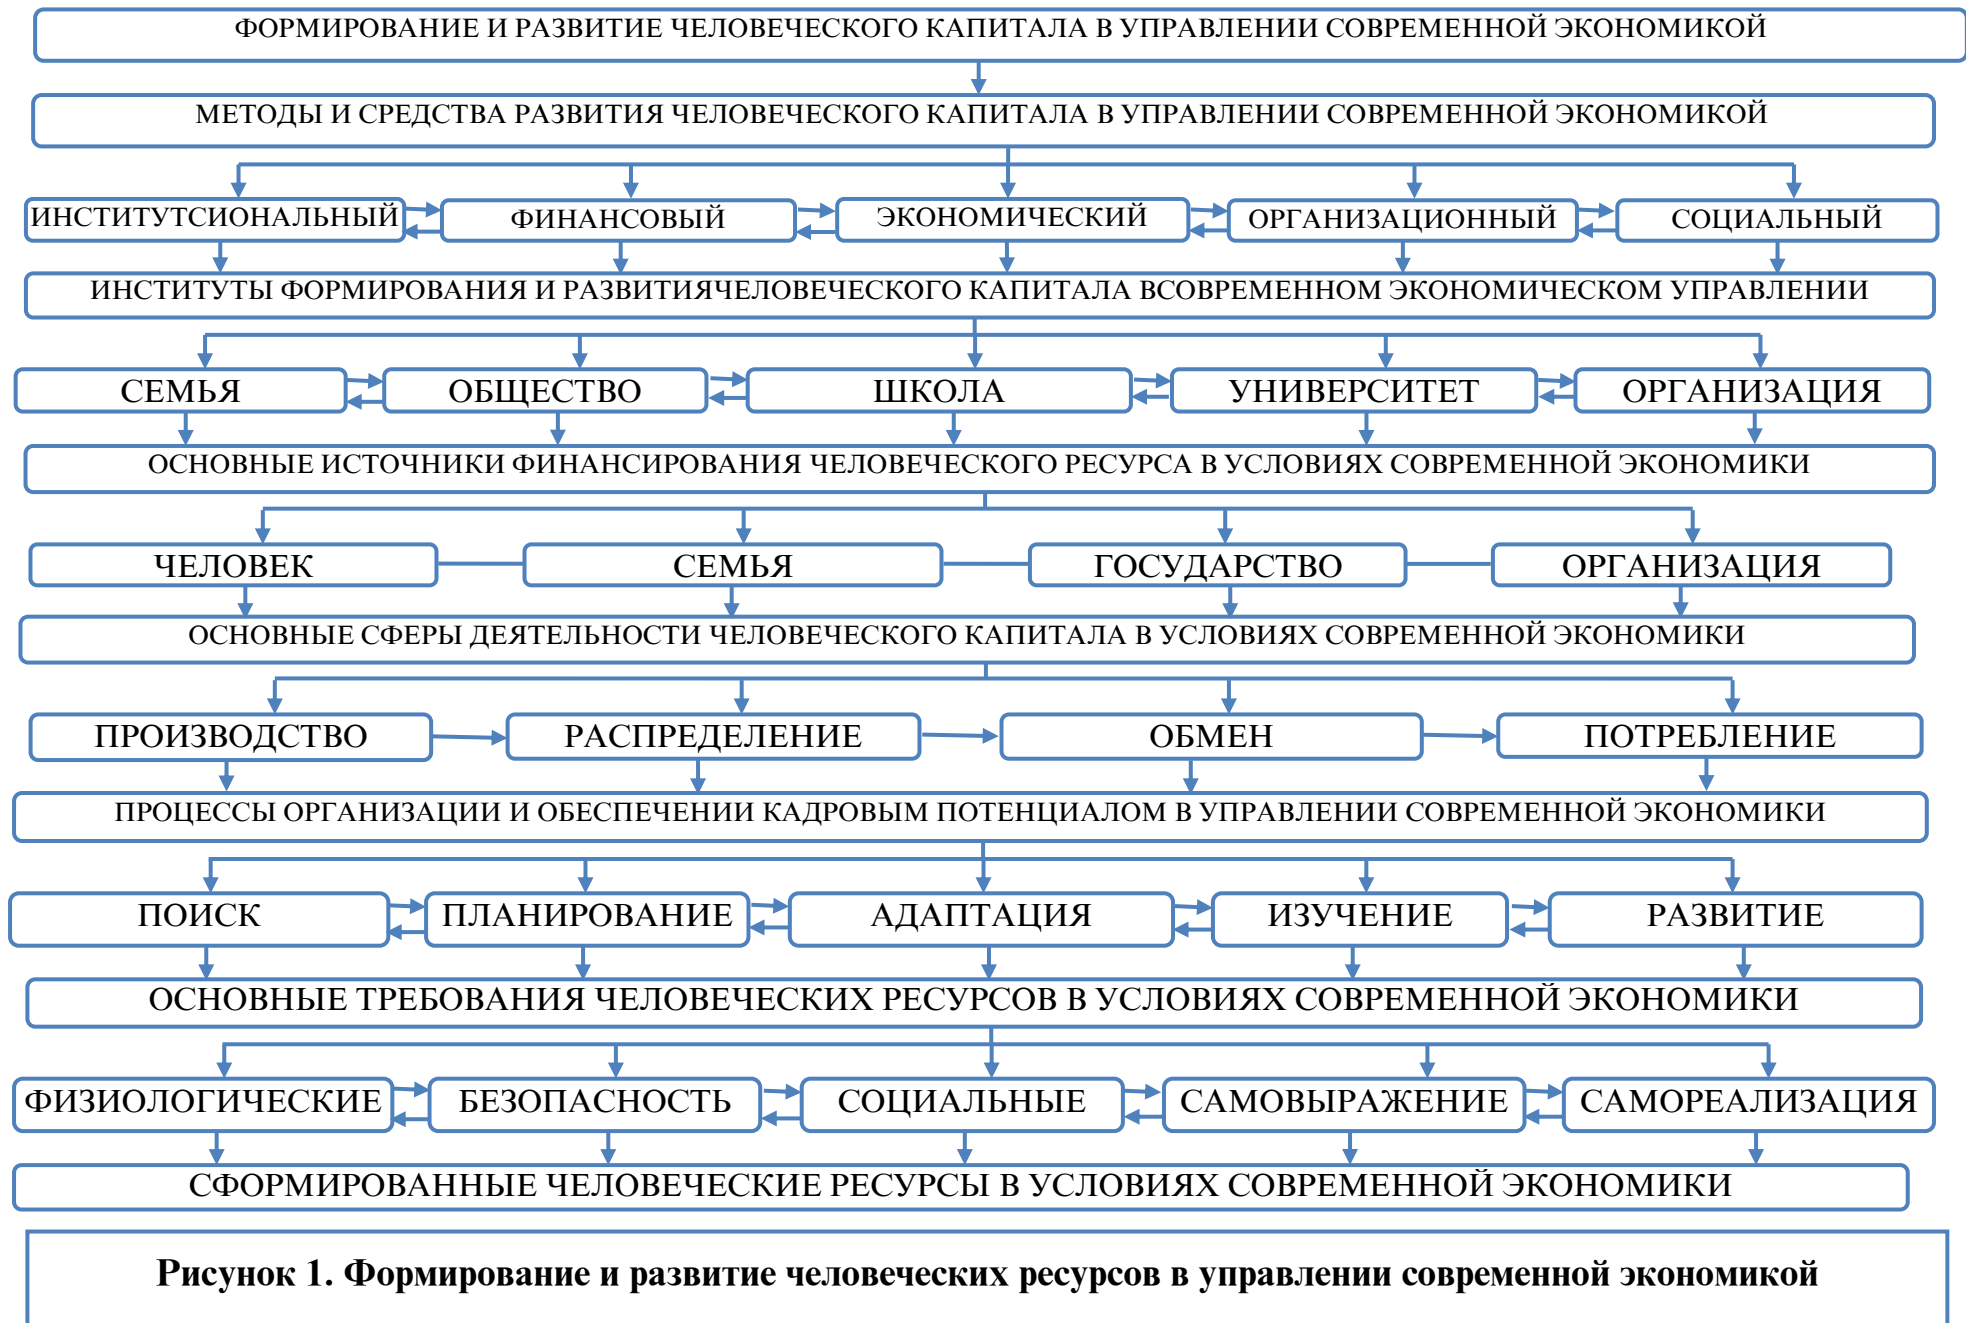 ФОРМИРОВАНИЕ И РАЗВИТИЕ ЧЕЛОВЕЧЕСКОГО КАПИТАЛА В УПРАВЛЕНИИ СОВРЕМЕННОЙ ЭКОНОМИКОЙ
МЕТОДЫ И СРЕДСТВА РАЗВИТИЯ ЧЕЛОВЕЧЕСКОГО КАПИТАЛА В УПРАВЛЕНИИ СОВРЕМЕННОЙ ЭКОНОМИКОЙ
ИНСТИТУТСИОНАЛЬНЫЙ
ФИНАНСОВЫЙ
ЭКОНОМИЧЕСКИЙ
ОРГАНИЗАЦИОННЫЙ
СОЦИАЛЬНЫЙ
ИНСТИТУТЫ ФОРМИРОВАНИЯ И РАЗВИТИЯЧЕЛОВЕЧЕСКОГО КАПИТАЛА ВСОВРЕМЕННОМ ЭКОНОМИЧЕСКОМ УПРАВЛЕНИИ
СЕМЬЯ
ОБЩЕСТВО
ШКОЛА
УНИВЕРСИТЕТ
ОРГАНИЗАЦИЯ
ОСНОВНЫЕ ИСТОЧНИКИ ФИНАНСИРОВАНИЯ ЧЕЛОВЕЧЕСКОГО РЕСУРСА В УСЛОВИЯХ СОВРЕМЕННОЙ ЭКОНОМИКИ
ЧЕЛОВЕК
СЕМЬЯ
ГОСУДАРСТВО
ОРГАНИЗАЦИЯ
ОСНОВНЫЕ СФЕРЫ ДЕЯТЕЛЬНОСТИ ЧЕЛОВЕЧЕСКОГО КАПИТАЛА В УСЛОВИЯХ СОВРЕМЕННОЙ ЭКОНОМИКИ
ПРОИЗВОДСТВО
РАСПРЕДЕЛЕНИЕ
ОБМЕН
ПОТРЕБЛЕНИЕ
ПРОЦЕССЫ ОРГАНИЗАЦИИ И ОБЕСПЕЧЕНИИ КАДРОВЫМ ПОТЕНЦИАЛОМ В УПРАВЛЕНИИ СОВРЕМЕННОЙ ЭКОНОМИКИ
ПОИСК
ПЛАНИРОВАНИЕ
АДАПТАЦИЯ
ИЗУЧЕНИЕ
РАЗВИТИЕ
ОСНОВНЫЕ ТРЕБОВАНИЯ ЧЕЛОВЕЧЕСКИХ РЕСУРСОВ В УСЛОВИЯХ СОВРЕМЕННОЙ ЭКОНОМИКИ
ФИЗИОЛОГИЧЕСКИЕ
БЕЗОПАСНОСТЬ
СОЦИАЛЬНЫЕ
САМОВЫРАЖЕНИЕ
САМОРЕАЛИЗАЦИЯ
СФОРМИРОВАННЫЕ ЧЕЛОВЕЧЕСКИЕ РЕСУРСЫ В УСЛОВИЯХ СОВРЕМЕННОЙ ЭКОНОМИКИ
Рисунок 1. Формирование и развитие человеческих ресурсов в управлении современной экономикой